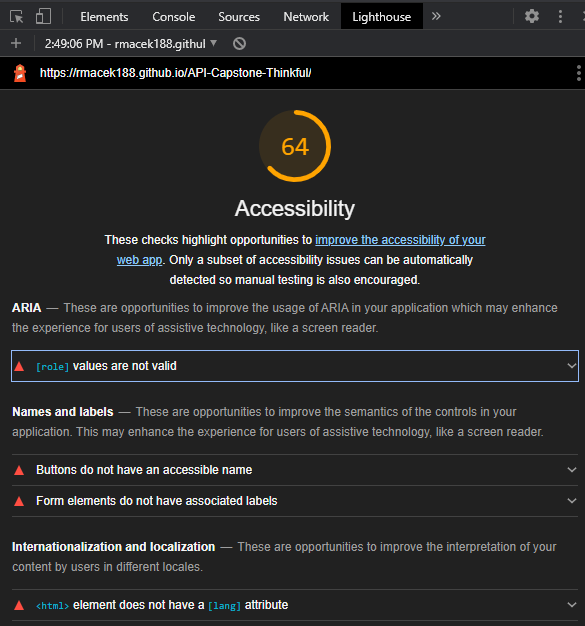 Elements Console Sources Network Lighthouse »
+ 2:49:06 PM - rmacek188.githul ▼
https://rmacek188.github.io/API-Capstone-Thinkful/
64
Accessibility
These checks highlight opportunities to improve the accessibility of your
web app. Only a subset of accessibility issues can be automatically
detected so manual testing is also encouraged.
ARIA — These are opportunities to improve the usage of ARIA in your application which may enhance
the experience for users of assistive technology, like a screen reader.
[role] values are not valid
Names and labels — These are opportunities to improve the semantics of the controls in your
application. This may enhance the experience for users of assistive technology, like a screen reader.
Buttons do not have an accessible name
Form elements do not have associated labels
Internationalization and localization — These are opportunities to improve the interpretation of your
content by users in different locales.
<html> element does not have a [lang] attribute